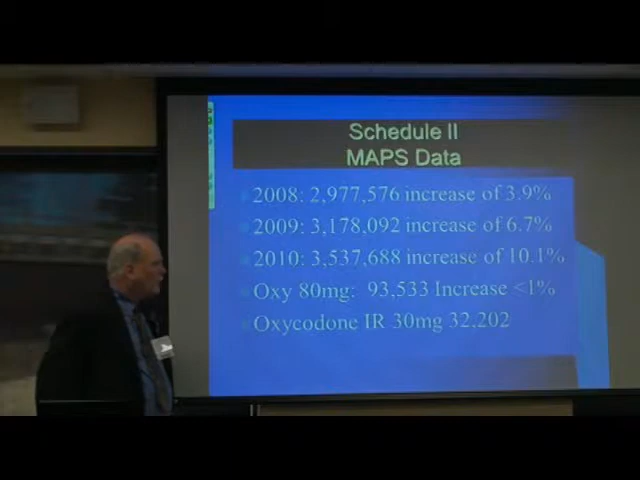 Schedule II
MAPS Data
2008: 2,977,576 increase of 3.9%
2009: 3,178,092 increase of 6.7%
2010: 3,537,688 increase of 10.1%
Oxy 80mg: 93,533 Increase <1%
Oxycodone IR 30mg 32,202